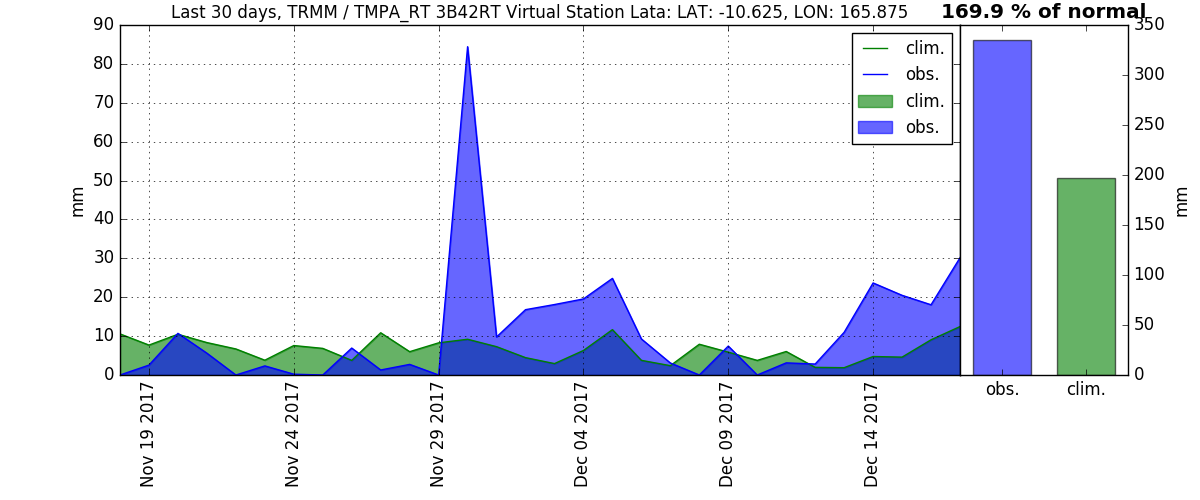 Last 30 days, TRMM / TMPA_RT 3B42RT Virtual Station Lata: LAT: -10.625, LON: 165.875
169.9 % of normal
90
80
70
60
50
40
30
20
10
0
mm
clim.
obs.
clim.
obs.
Nov 19 2017
Nov 24 2017
Nov 29 2017
Dec 04 2017
Dec 09 2017
Dec 14 2017
350
300
250
200
150
100
50
0
mm
obs.
clim.